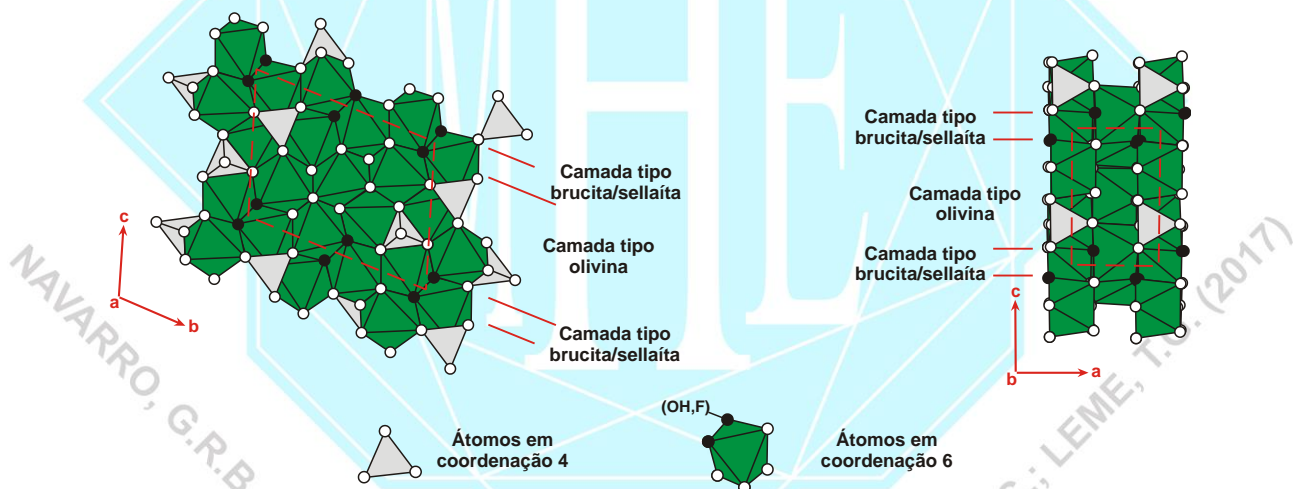 Camada tipo
brucita/sellaíta
Camada tipo
olivina
Camada tipo
brucita/sellaíta
c
a
b
Camada tipo
brucita/sellaíta
Camada tipo
olivina
Camada tipo
brucita/sellaíta
c
b
a
(OH,F)
Átomos em
coordenação 4
Átomos em
coordenação 6
NAVARRO, G.R.B
LEME, T.G. (2017)
MHE